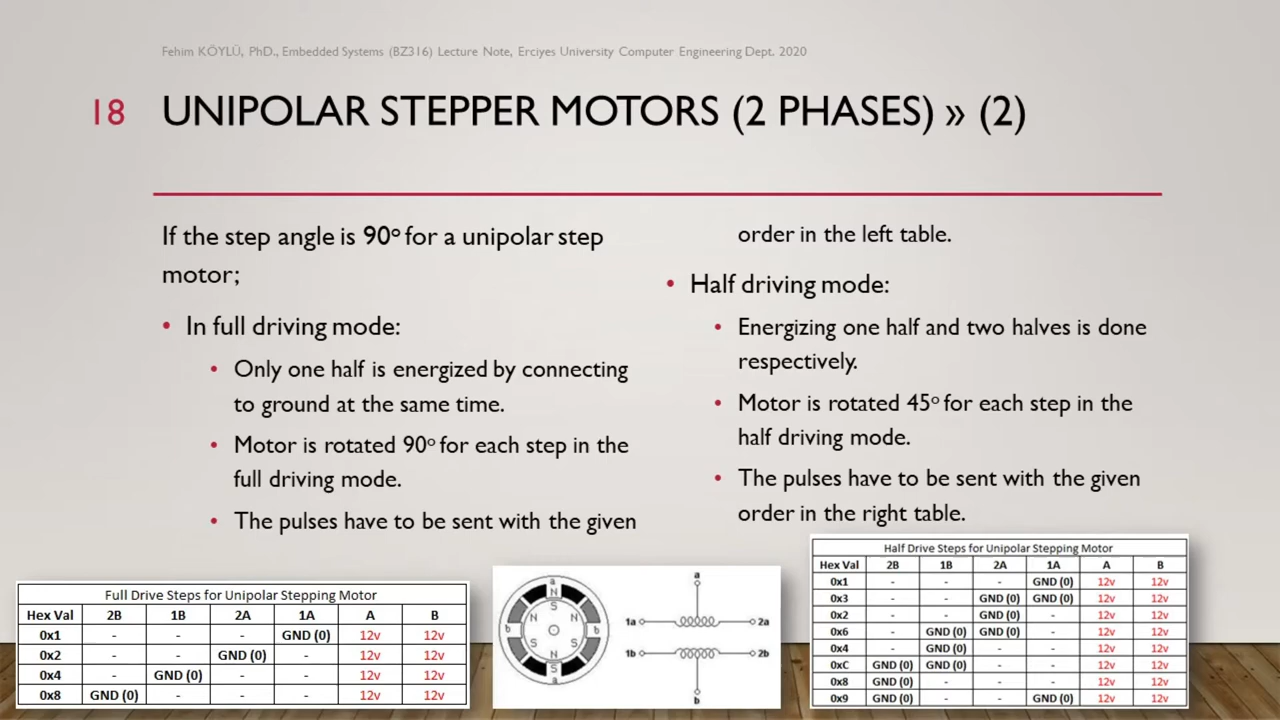 Fehim KÖYLÜ, PhD., Embedded Systems (BZ316) Lecture Note, Erciyes University Computer Engineering Dept. 2020
18 UNIPOLAR STEPPER MOTORS (2 PHASES) » (2)
If the step angle is 90° for a unipolar step
motor;
• In full driving mode:
• Only one half is energized by connecting
to ground at the same time.
• Motor is rotated 90° for each step in the
full driving mode.
• The pulses have to be sent with the given
order in the left table.
• Half driving mode:
• Energizing one half and two halves is done
respectively.
• Motor is rotated 45° for each step in the
half driving mode.
• The pulses have to be sent with the given
order in the right table.
Full Drive Steps for Unipolar Stepping Motor
Hex Val 2B 1B 2A 1A A B
0x1 - - - GND (0) 12v 12v
0x2 - - GND (0) - 12v 12v
0x4 - GND (0) - - 12v 12v
0x8 GND (0) - - - 12v 12v
a
N
S
N N
b b
S S
N
S
a
a
1a 2a
1b 2b
b
Half Drive Steps for Unipolar Stepping Motor
Hex Val 2B 1B 2A 1A A B
0x1 - - - GND (0) 12v 12v
0x3 - - GND (0) GND (0) 12v 12v
0x2 - - GND (0) - 12v 12v
0x6 - GND (0) GND (0) - 12v 12v
0x4 - GND (0) - - 12v 12v
0xC GND (0) GND (0) - - 12v 12v
0x8 GND (0) - - - 12v 12v
0x9 GND (0) - - GND (0) 12v 12v